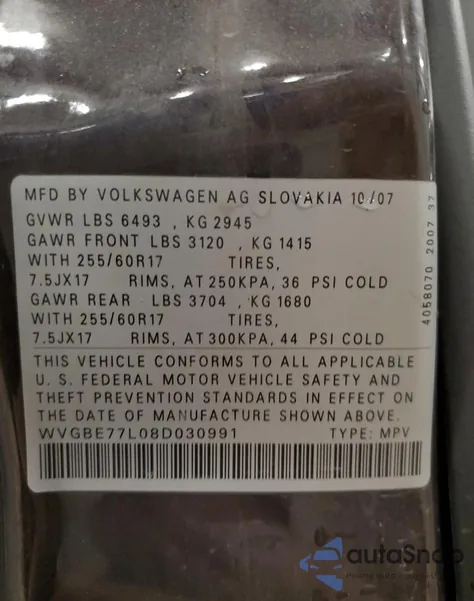 MFD BY VOLKSWAGEN AG SLOVAKIA 10/07
GVWR LBS 6493 , KG 2945
GAWR FRONT LBS 3120 , KG 1415
WITH 255/60R17 TIRES,
7.5JX17 RIMS, AT 250KPA, 36 PSI COLD
GAWR REAR LBS 3704 , KG 1680
WITH 255/60R17 TIRES,
7.5JX17 RIMS, AT 300KPA, 44 PSI COLD
THIS VEHICLE CONFORMS TO ALL APPLICABLE
U. S. FEDERAL MOTOR VEHICLE SAFETY AND
THEFT PREVENTION STANDARDS IN EFFECT ON
THE DATE OF MANUFACTURE SHOWN ABOVE.
WVGBE77L08D030991 TYPE: MPV
4058070 2007 37
autaSnap